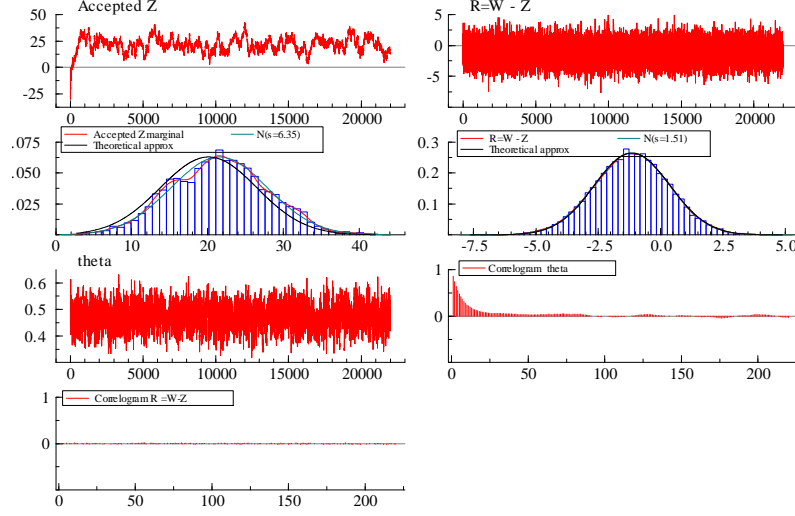 Accepted Z
50
25
0
-25
0 5000 10000 15000 20000
R=W - Z
5
0
-5
0 5000 10000 15000 20000
.075
.050
.025
Accepted Z marginal N(s=6.35)
Theoretical approx
0 10 20 30 40
0.3
0.2
0.1
R=W - Z N(s=1.51)
Theoretical approx
-7.5 -5.0 -2.5 0.0 2.5 5.0
theta
0.6
0.5
0.4
0 5000 10000 15000 20000
1
0
Correlogram theta
0 50 100 150 200
1
0
Correlogram R =W-Z
0 50 100 150 200